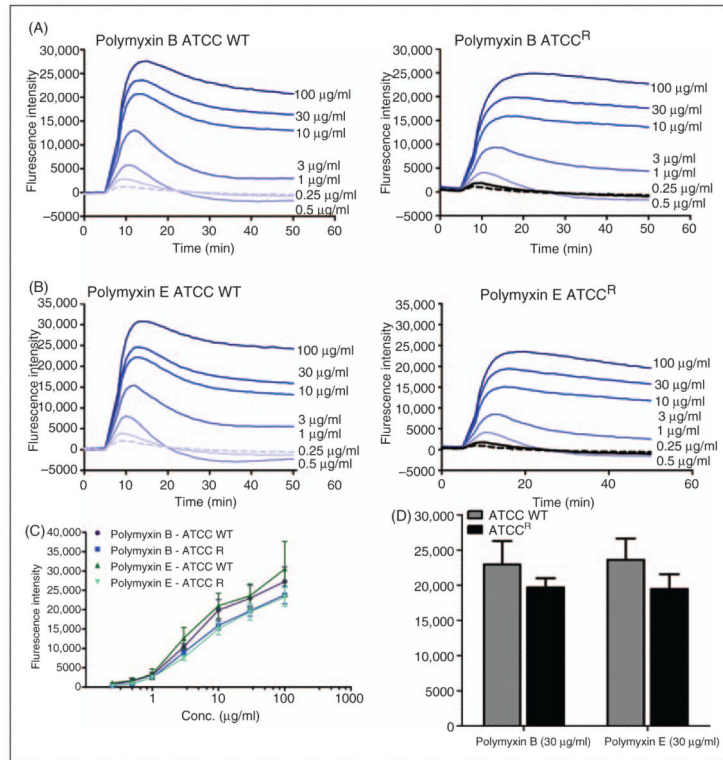 (A)
Polymyxin B ATCC WT
Flurescence intensity
30,000
25,000
20,000
15,000
10,000
5000
0
–5000
100 μg/ml
30 μg/ml
10 μg/ml
3 μg/ml
1 μg/ml
0.25 μg/ml
0.5 μg/ml
0 10 20 30 40 50 60
Time (min)
Polymyxin B ATCCR
Flurescence intensity
30,000
25,000
20,000
15,000
10,000
5000
0
–5000
100 μg/ml
30 μg/ml
10 μg/ml
3 μg/ml
1 μg/ml
0.25 μg/ml
0.5 μg/ml
0 10 20 30 40 50 60
Time (min)
(B)
Polymyxin E ATCC WT
Flurescence intensity
35,000
30,000
25,000
20,000
15,000
10,000
5000
0
–5000
100 μg/ml
30 μg/ml
10 μg/ml
3 μg/ml
1 μg/ml
0.25 μg/ml
0.5 μg/ml
0 10 20 30 40 50 60
Time (min)
Polymyxin E ATCCR
Flurescence intensity
35,000
30,000
25,000
20,000
15,000
10,000
5000
0
–5000
100 μg/ml
30 μg/ml
10 μg/ml
3 μg/ml
1 μg/ml
0.25 μg/ml
0.5 μg/ml
0 20 40 60
Time (min)
(C)
Flurescence intensity
40,000
35,000
30,000
25,000
20,000
15,000
10,000
5000
0
Polymyxin B - ATCC WT
Polymyxin B - ATCC R
Polymyxin E - ATCC WT
Polymyxin E - ATCC R
1 10 100 1000
Conc. (μg/ml)
(D)
ATCC WT
ATCCR
30,000
25,000
20,000
15,000
10,000
5000
0
Polymyxin B (30 μg/ml) Polymyxin E (30 μg/ml)